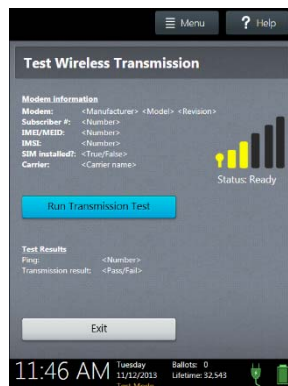 Menu
? Help
Test Wireless Transmission
Modem information
Modem: <Manufacturer> <Model> <Revision>
Subscriber #: <Number>
IMEI/MEID: <Number>
IMSI: <Number>
SIM installed?: <True/False>
Carrier: <Carrier name>
Status: Ready
Run Transmission Test
Test Results
Ping: <Number>
Transmission result: <Pass/Fail>
Exit
11:46 AM
Tuesday
11/12/2013
Test Mode
Ballots: 0
Lifetime: 32,543